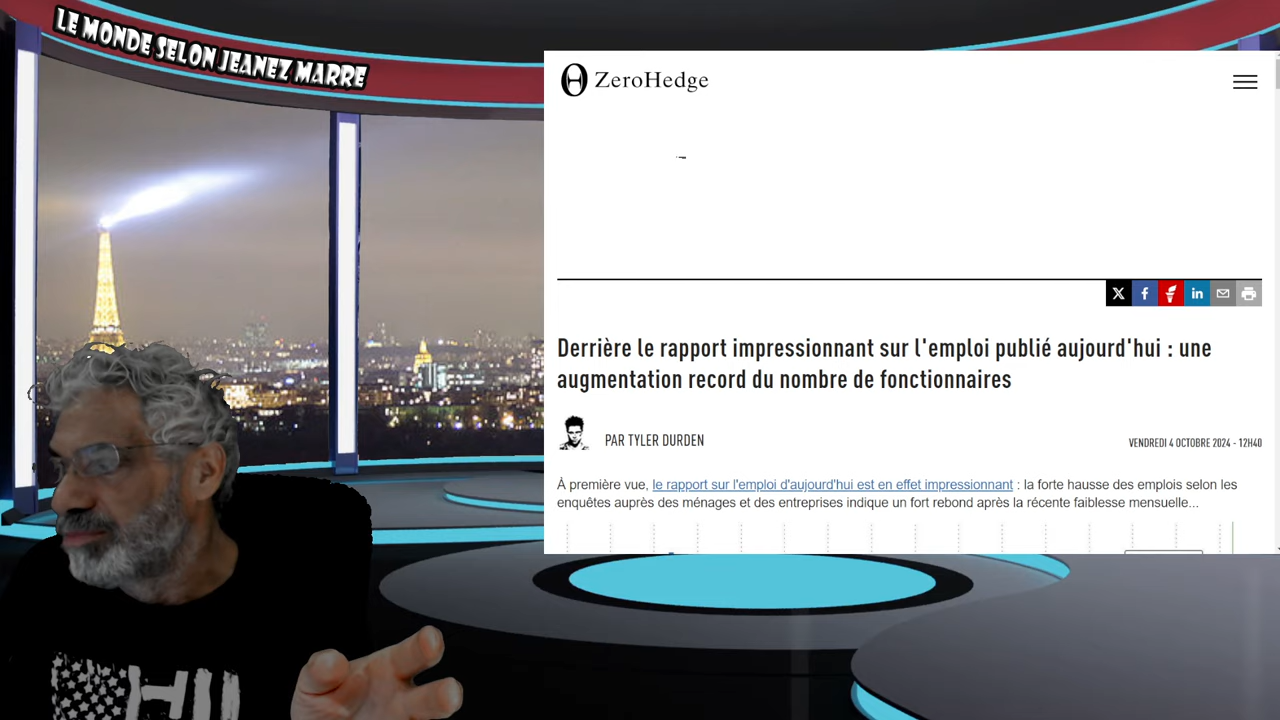 LE MONDE SELON JEANEZ MARRE
ZeroHedge
Derrière le rapport impressionnant sur l'emploi publié aujourd'hui : une
augmentation record du nombre de fonctionnaires
PAR TYLER DURDEN
VENDREDI 4 OCTOBRE 2024 - 12H40
À première vue, le rapport sur l'emploi d'aujourd'hui est en effet impressionnant : la forte hausse des emplois selon les
enquêtes auprès des ménages et des entreprises indique un fort rebond après la récente faiblesse mensuelle...